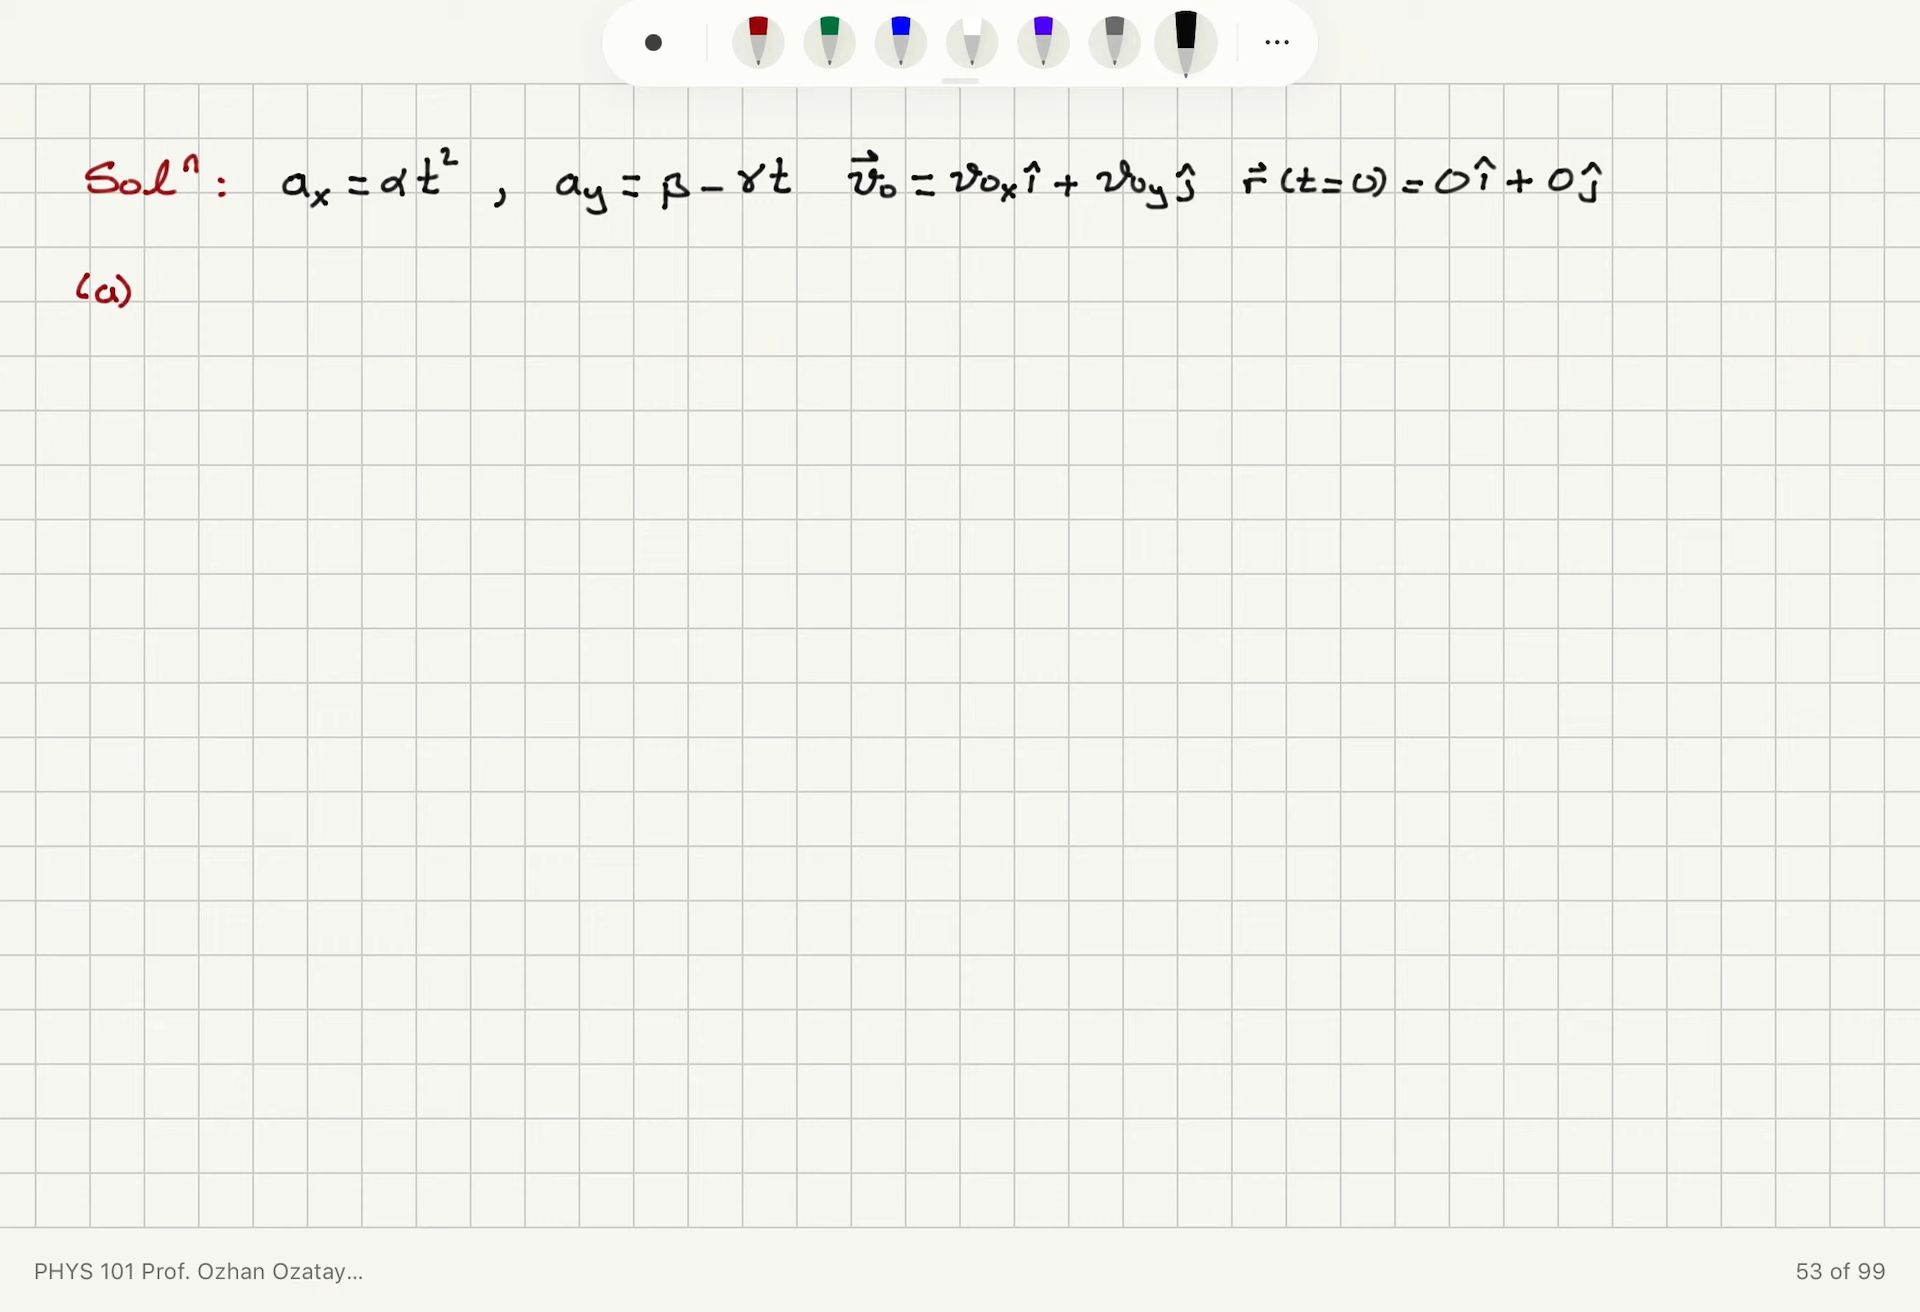 Solⁿ: aₓ = αt² , a_y = β - γt v⃗₀ = v₀ₓî + v₀_yĵ r⃗(t=0) = 0î + 0ĵ
(a)
PHYS 101 Prof. Ozhan Ozatay...
53 of 99